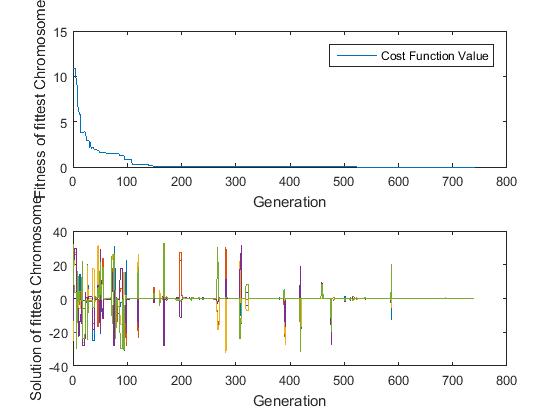 Fitness of fittest Chromosome
15
10
5
0
Cost Function Value
0 100 200 300 400 500 600 700 800
Generation
Solution of fittest Chromosome
40
20
0
-20
-40
0 100 200 300 400 500 600 700 800
Generation